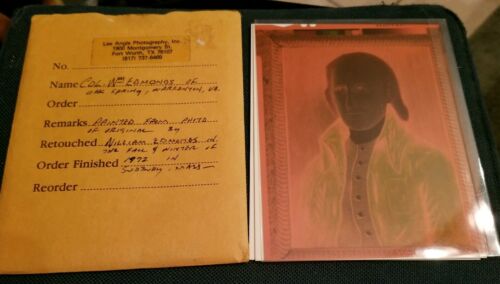 Lee Angle Photography, Inc.
1900 Montgomery St.
Fort Worth, TX 76107
(817) 737-6469
No.
Name COL. Wm EDMONDS OF
OAK SPRING, WARRENTON, VA.
Order
Remarks PAINTED FROM PHOTO
OF ORIGINAL BY
Retouched WILLIAM EDMONDS IN
THE FALL & WINTER OF
Order Finished 1972 IN
SUDBURY, MASS
Reorder